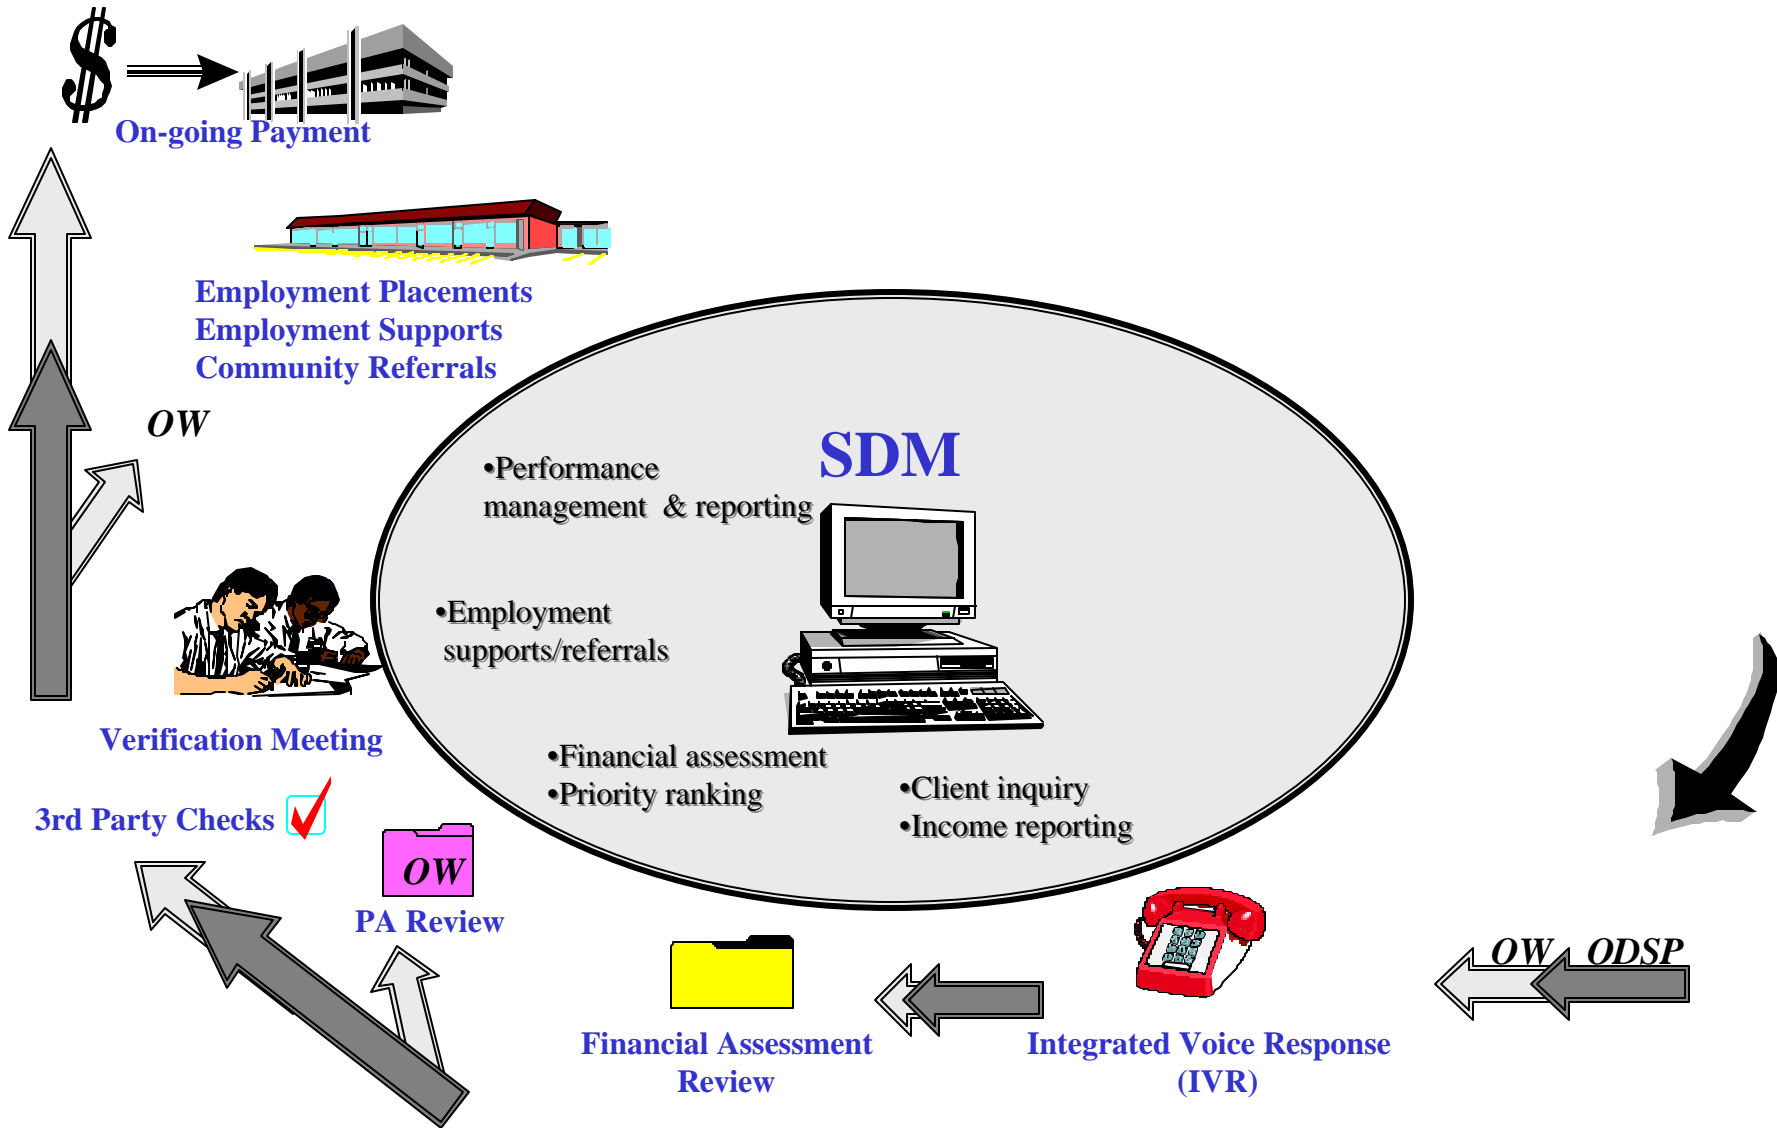 On-going Payment
Employment Placements
Employment Supports
Community Referrals
OW
SDM
•Performance
management & reporting
•Employment
supports/referrals
Verification Meeting
•Financial assessment
•Priority ranking
•Client inquiry
•Income reporting
3rd Party Checks
OW
PA Review
OW ODSP
Financial Assessment
Review
Integrated Voice Response
(IVR)